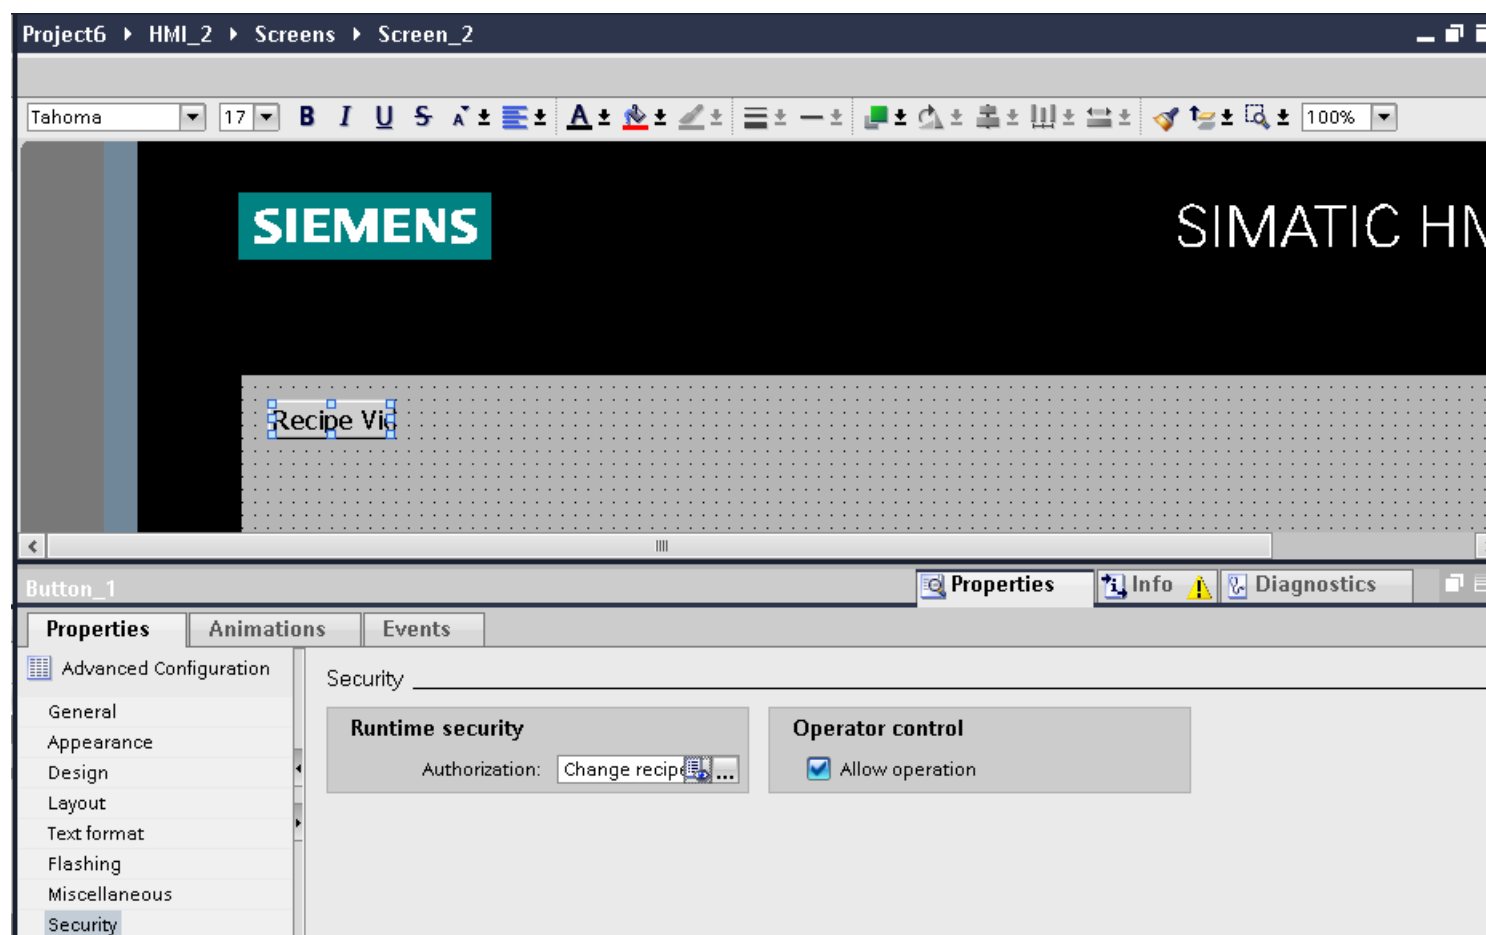 Project6 ▸ HMI_2 ▸ Screens ▸ Screen_2
Tahoma 17 B I U S A A 100%
SIEMENS
SIMATIC HM
Recipe Vie
Button_1
Properties Info Diagnostics
Properties Animations Events
Advanced Configuration
Security
General
Runtime security
Operator control
Appearance
Authorization: Change recipe ...
Allow operation
Design
Layout
Text format
Flashing
Miscellaneous
Security